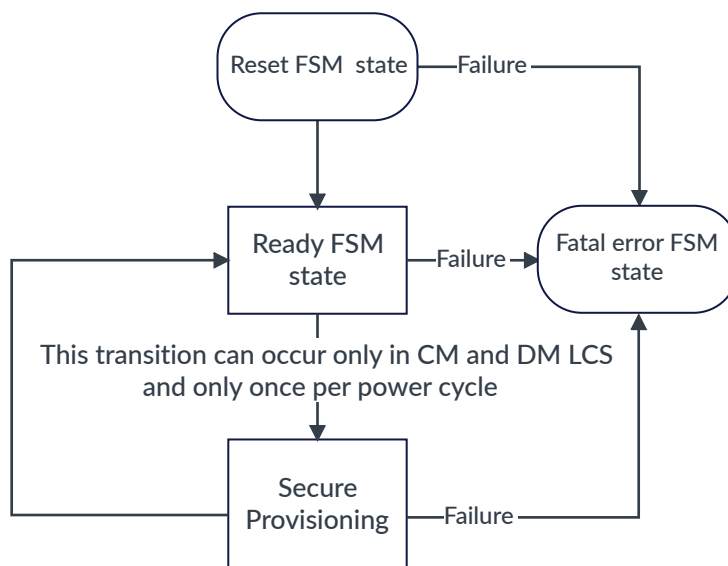 Reset FSM state
Failure
Ready FSM
state
Failure
Fatal error FSM
state
This transition can occur only in CM and DM LCS
and only once per power cycle
Secure
Provisioning
Failure